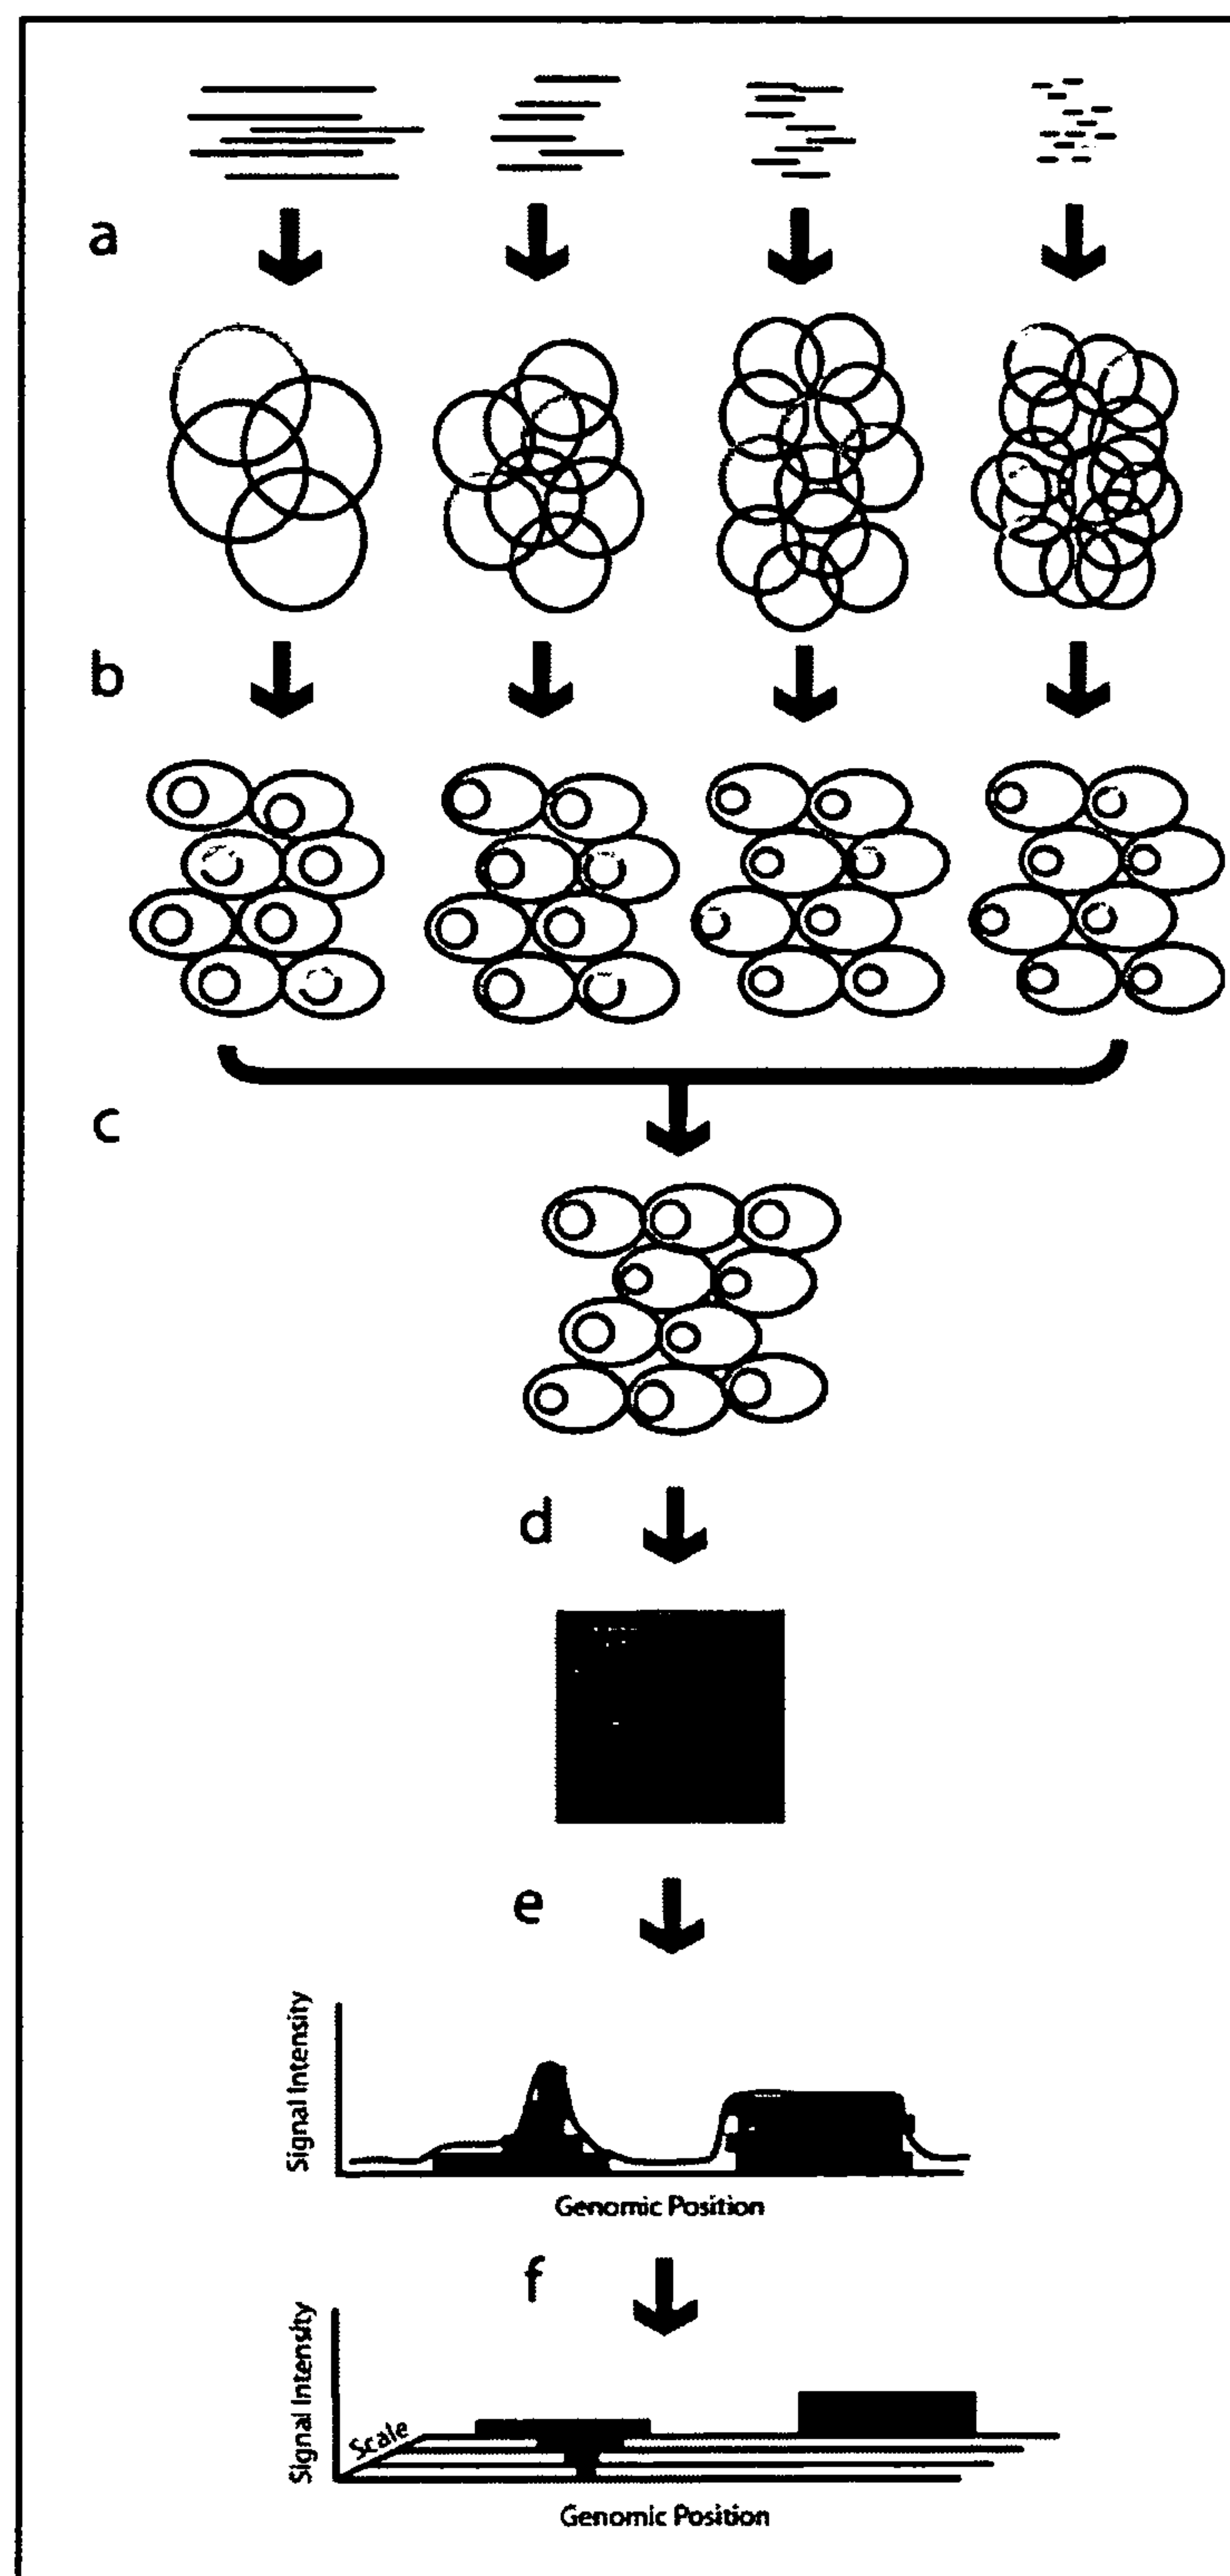 a
b
c
d
e
Signal Intensity
Genomic Position
f
Signal Intensity
Scale
Genomic Position